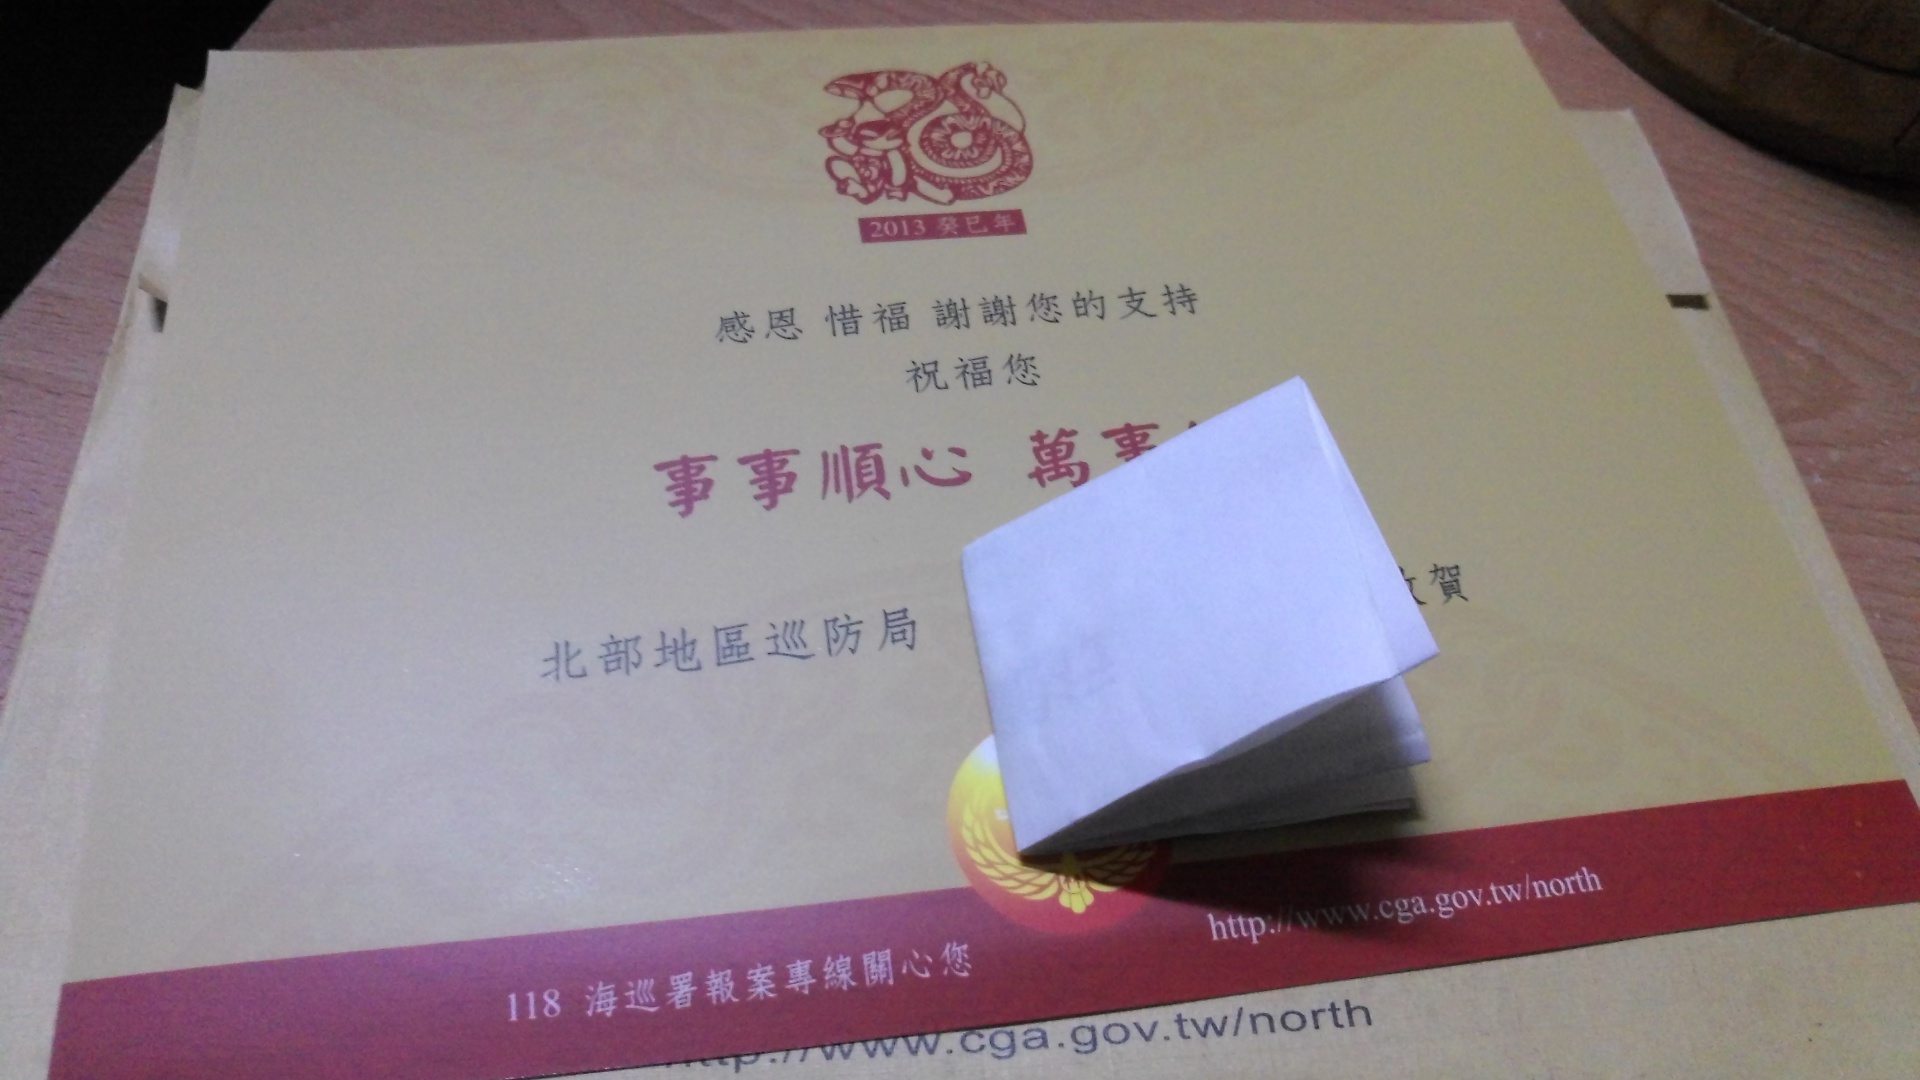 2013 癸巳年
感恩 惜福 謝謝您的支持
祝福您
事事順心 萬事
北部地區巡防局
賀
118 海巡署報案專線關心您
http://www.cga.gov.tw/north
http://www.cga.gov.tw/north